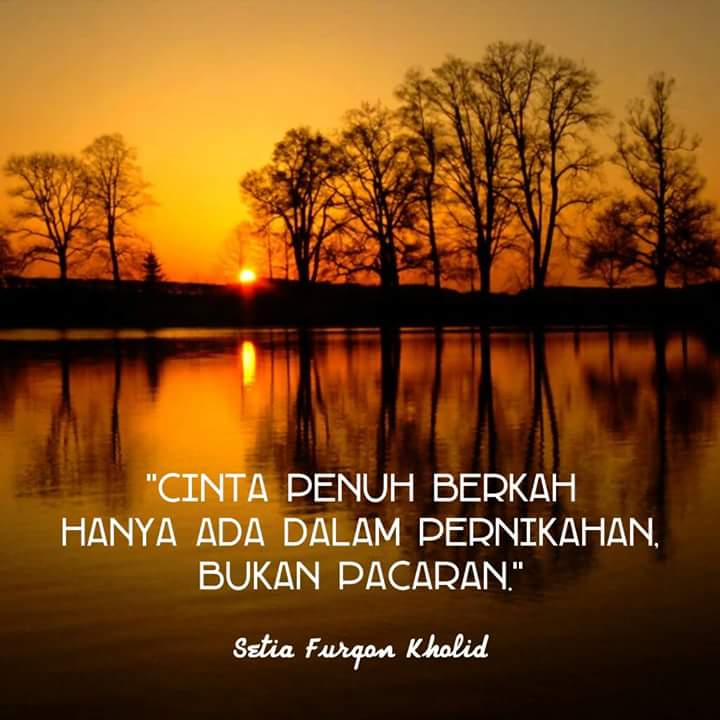 "CINTA PENUH BERKAH
HANYA ADA DALAM PERNIKAHAN,
BUKAN PACARAN."
Setia Furqon Kholid